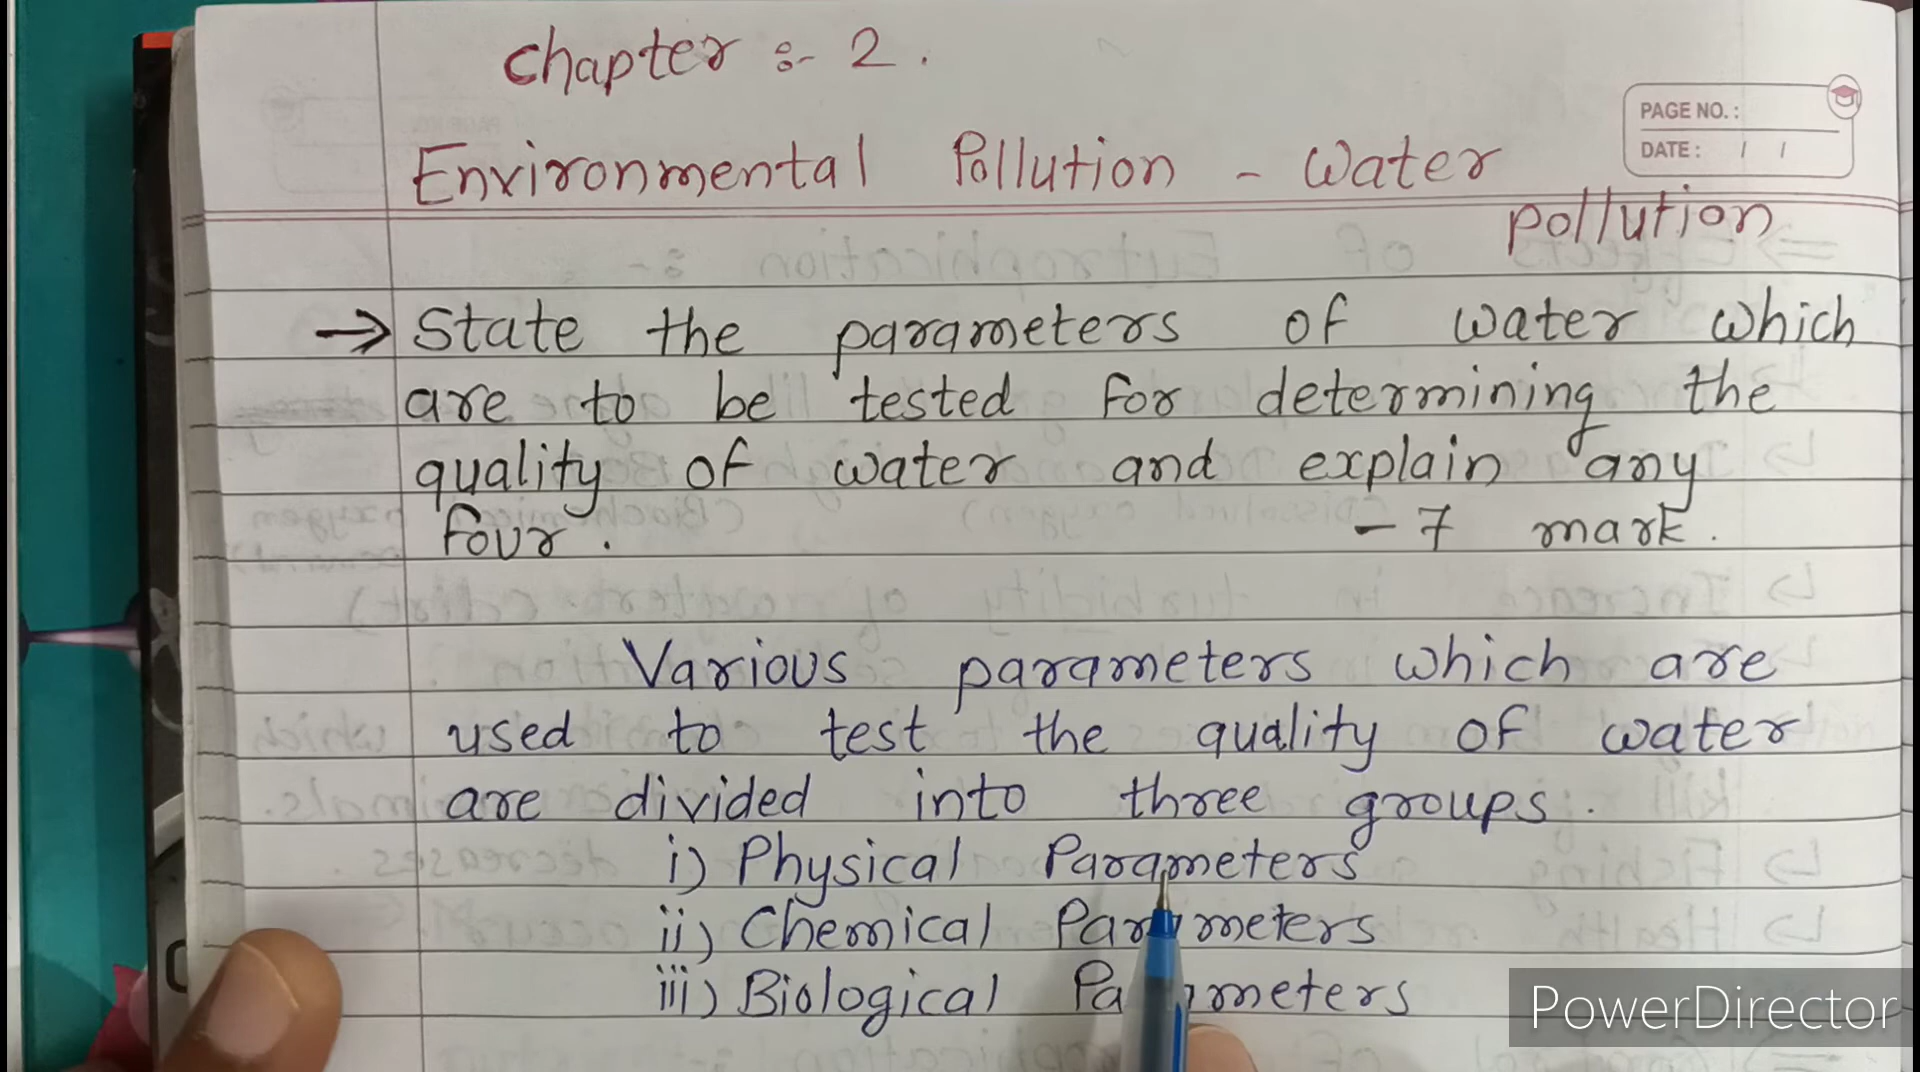 Chapter :- 2.
PAGE NO. :
DATE : / /
Environmental Pollution - Water
pollution
→ State the parameters of water which
are to be tested for determining the
quality of water and explain any
four. - 7 mark.
Various parameters which are
used to test the quality of water
are divided into three groups.
i) Physical Parameters
ii) Chemical Parameters
iii) Biological Parameters
PowerDirector